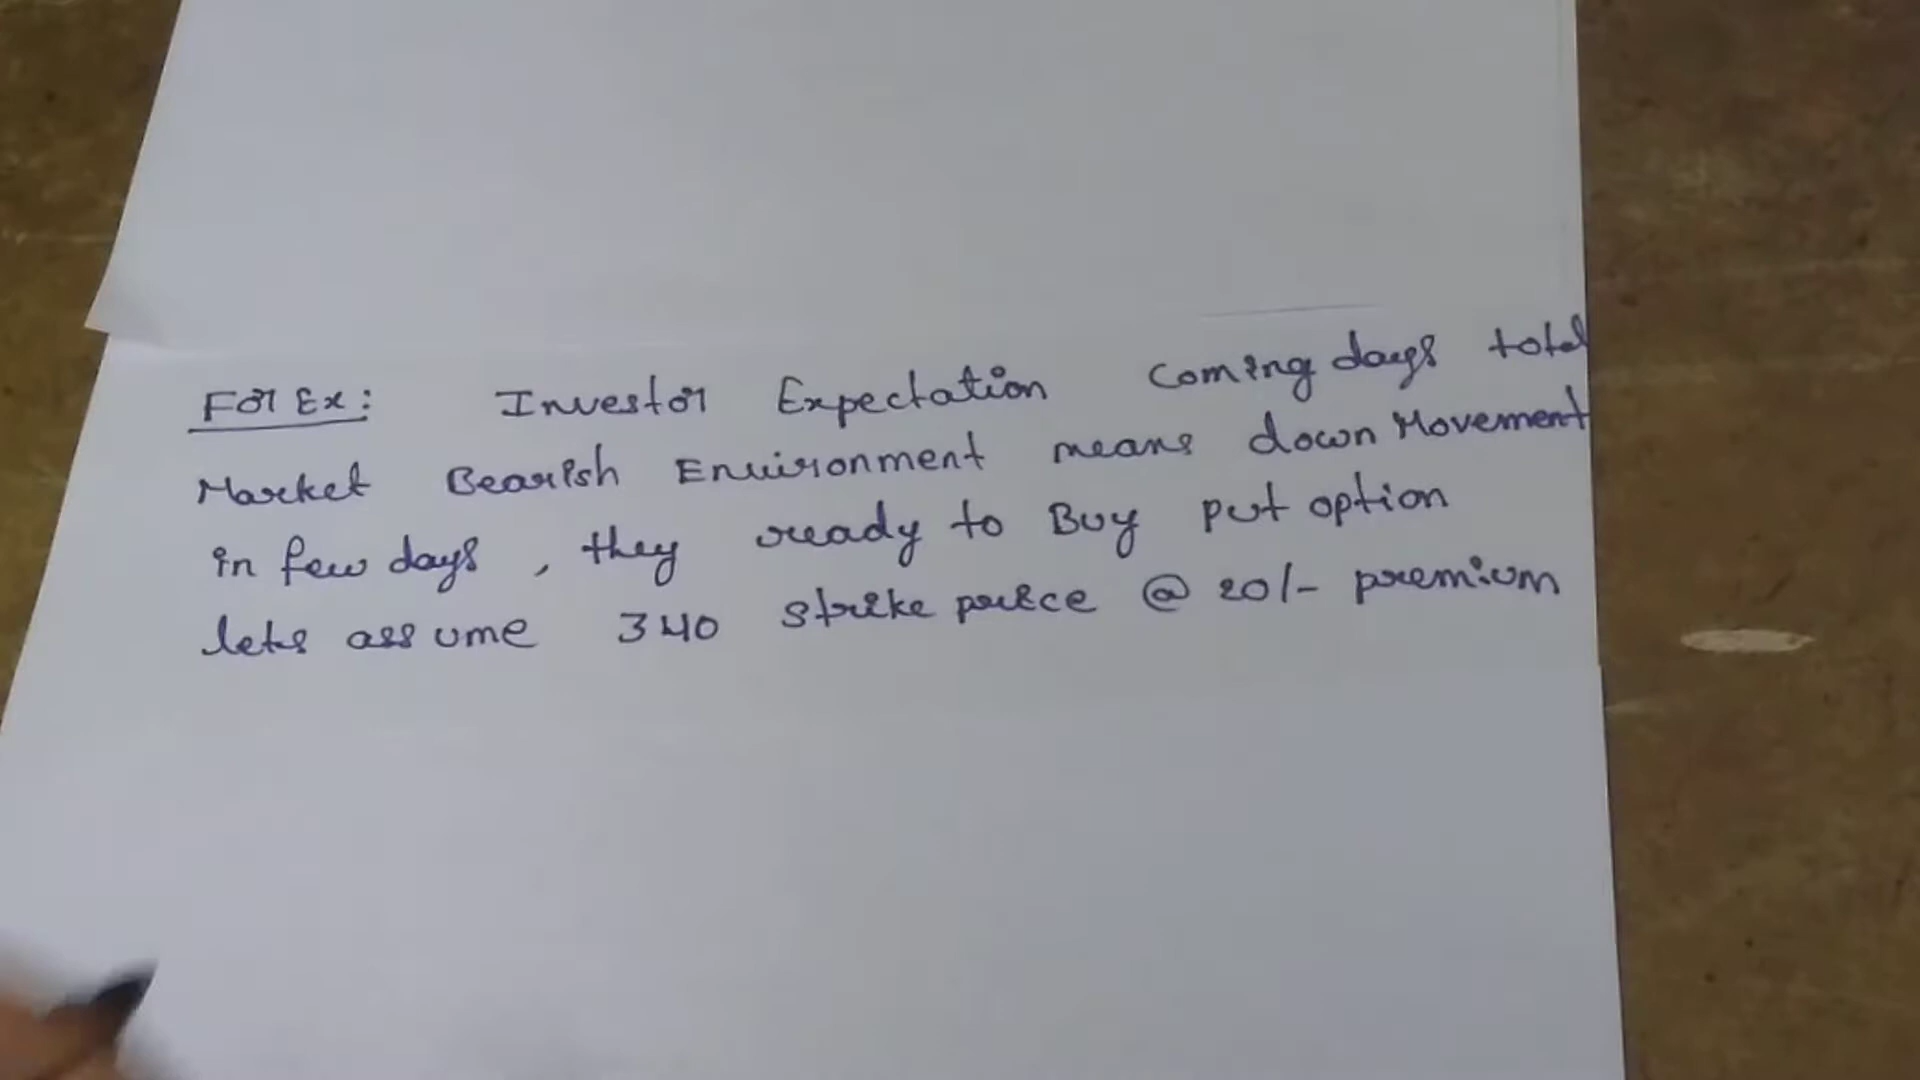 For Ex: Investor Expectation Coming days total
Market Bearish Environment means down Movement
in few days, they ready to Buy put option
lets assume 340 strike price @ 20/- premium